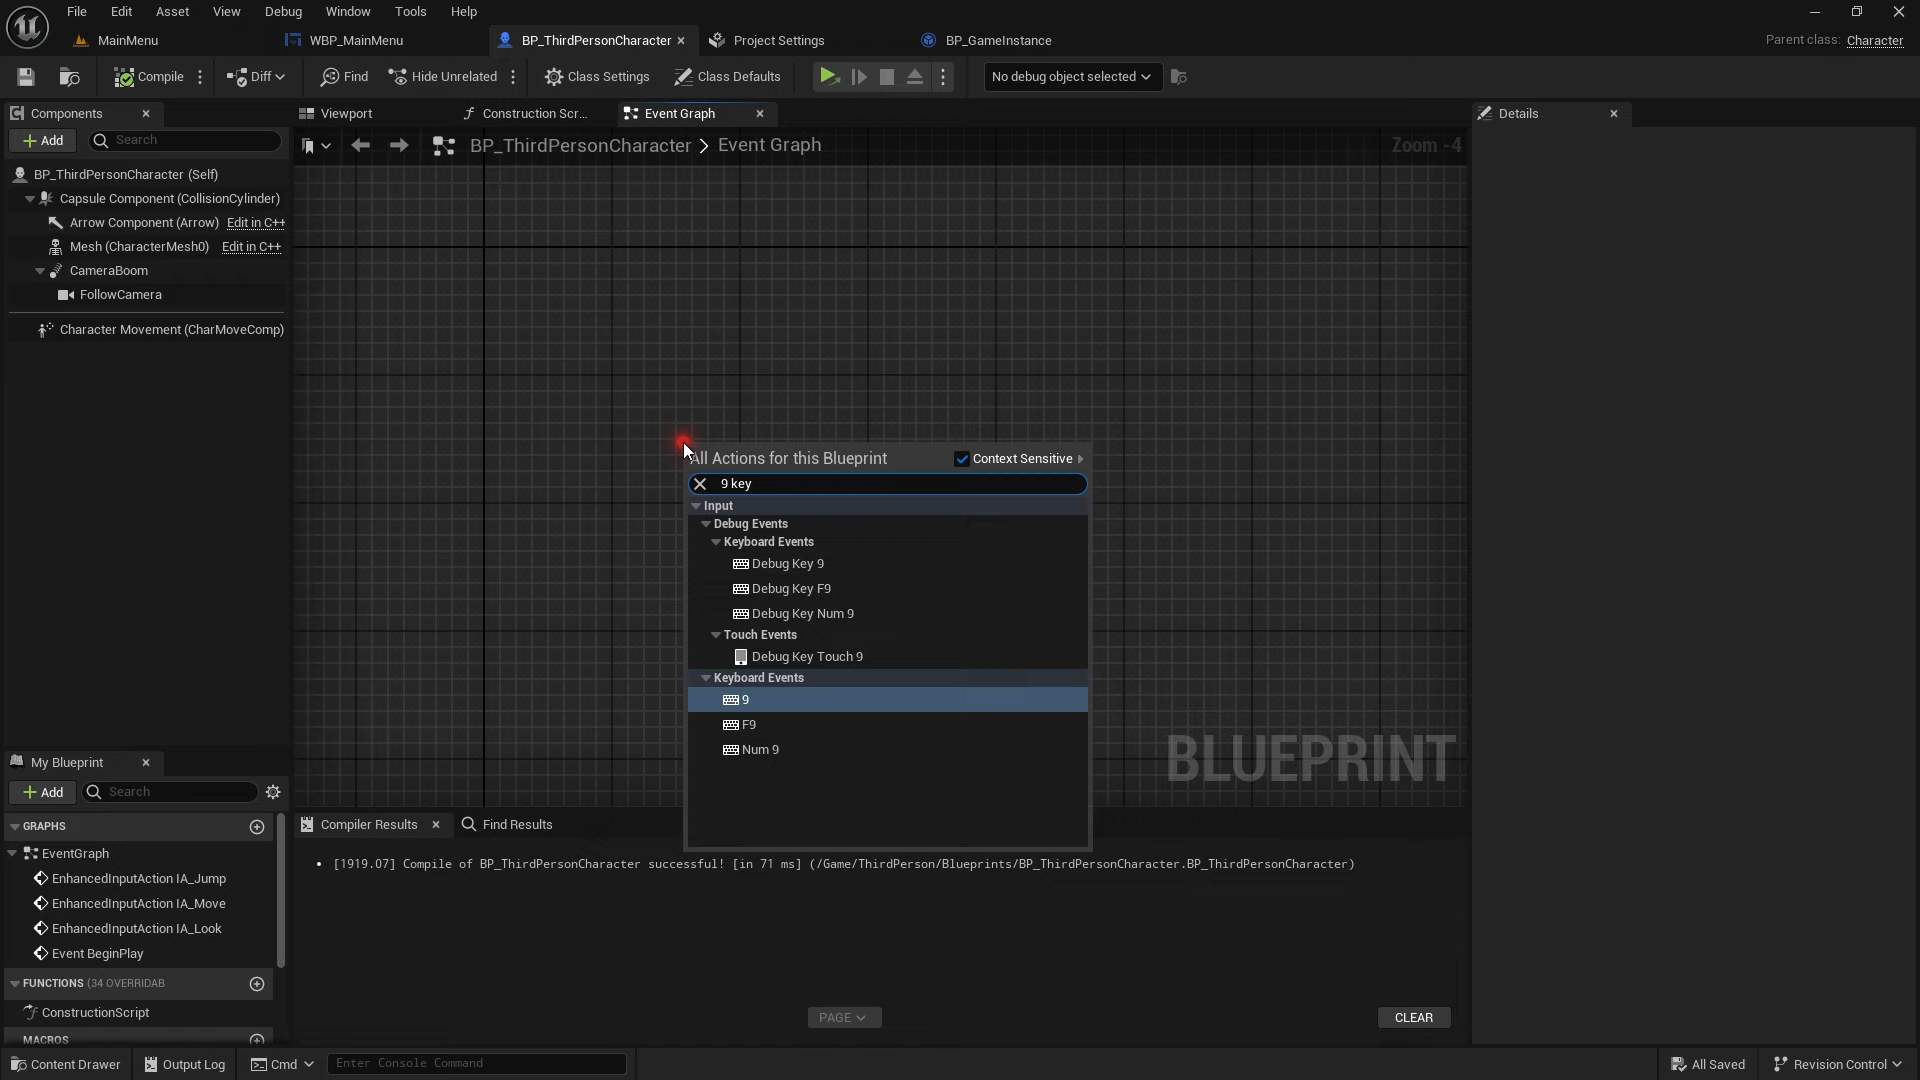 File Edit Asset View Debug Window Tools Help
MainMenu WBP_MainMenu BP_ThirdPersonCharacter Project Settings BP_GameInstance Parent class: Character
Compile Diff Find Hide Unrelated Class Settings Class Defaults No debug object selected
Components Viewport Construction Scr... Event Graph Details
Add Search BP_ThirdPersonCharacter > Event Graph Zoom -4
BP_ThirdPersonCharacter (Self)
Capsule Component (CollisionCylinder)
Arrow Component (Arrow) Edit in C++
Mesh (CharacterMesh0) Edit in C++
CameraBoom
FollowCamera
Character Movement (CharMoveComp)
All Actions for this Blueprint Context Sensitive
9 key
Input
Debug Events
Keyboard Events
Debug Key 9
Debug Key F9
Debug Key Num 9
Touch Events
Debug Key Touch 9
Keyboard Events
9
F9
Num 9
BLUEPRINT
My Blueprint
Add Search
GRAPHS
EventGraph
EnhancedInputAction IA_Jump
EnhancedInputAction IA_Move
EnhancedInputAction IA_Look
Event BeginPlay
FUNCTIONS (34 OVERRIDAB
ConstructionScript
MACROS
Compiler Results Find Results
[1919.07] Compile of BP_ThirdPersonCharacter successful! [in 71 ms] (/Game/ThirdPerson/Blueprints/BP_ThirdPersonCharacter.BP_ThirdPersonCharacter)
PAGE CLEAR
Content Drawer Output Log Cmd Enter Console Command All Saved Revision Control